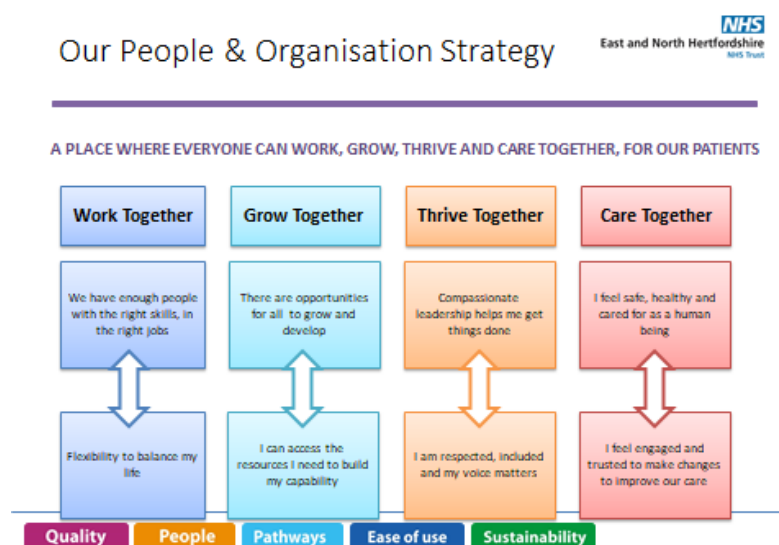 NHS
East and North Hertfordshire
NHS Trust
Our People & Organisation Strategy
A PLACE WHERE EVERYONE CAN WORK, GROW, THRIVE AND CARE TOGETHER, FOR OUR PATIENTS
Work Together
We have enough people
with the right skills, in
the right jobs
Flexibility to balance my
life
Grow Together
There are opportunities
for all to grow and
develop
I can access the
resources I need to build
my capability
Thrive Together
Compassionate
leadership helps me get
things done
I am respected, included
and my voice matters
Care Together
I feel safe, healthy and
cared for as a human
being
I feel engaged and
trusted to make changes
to improve our care
Quality
People
Pathways
Ease of use
Sustainability